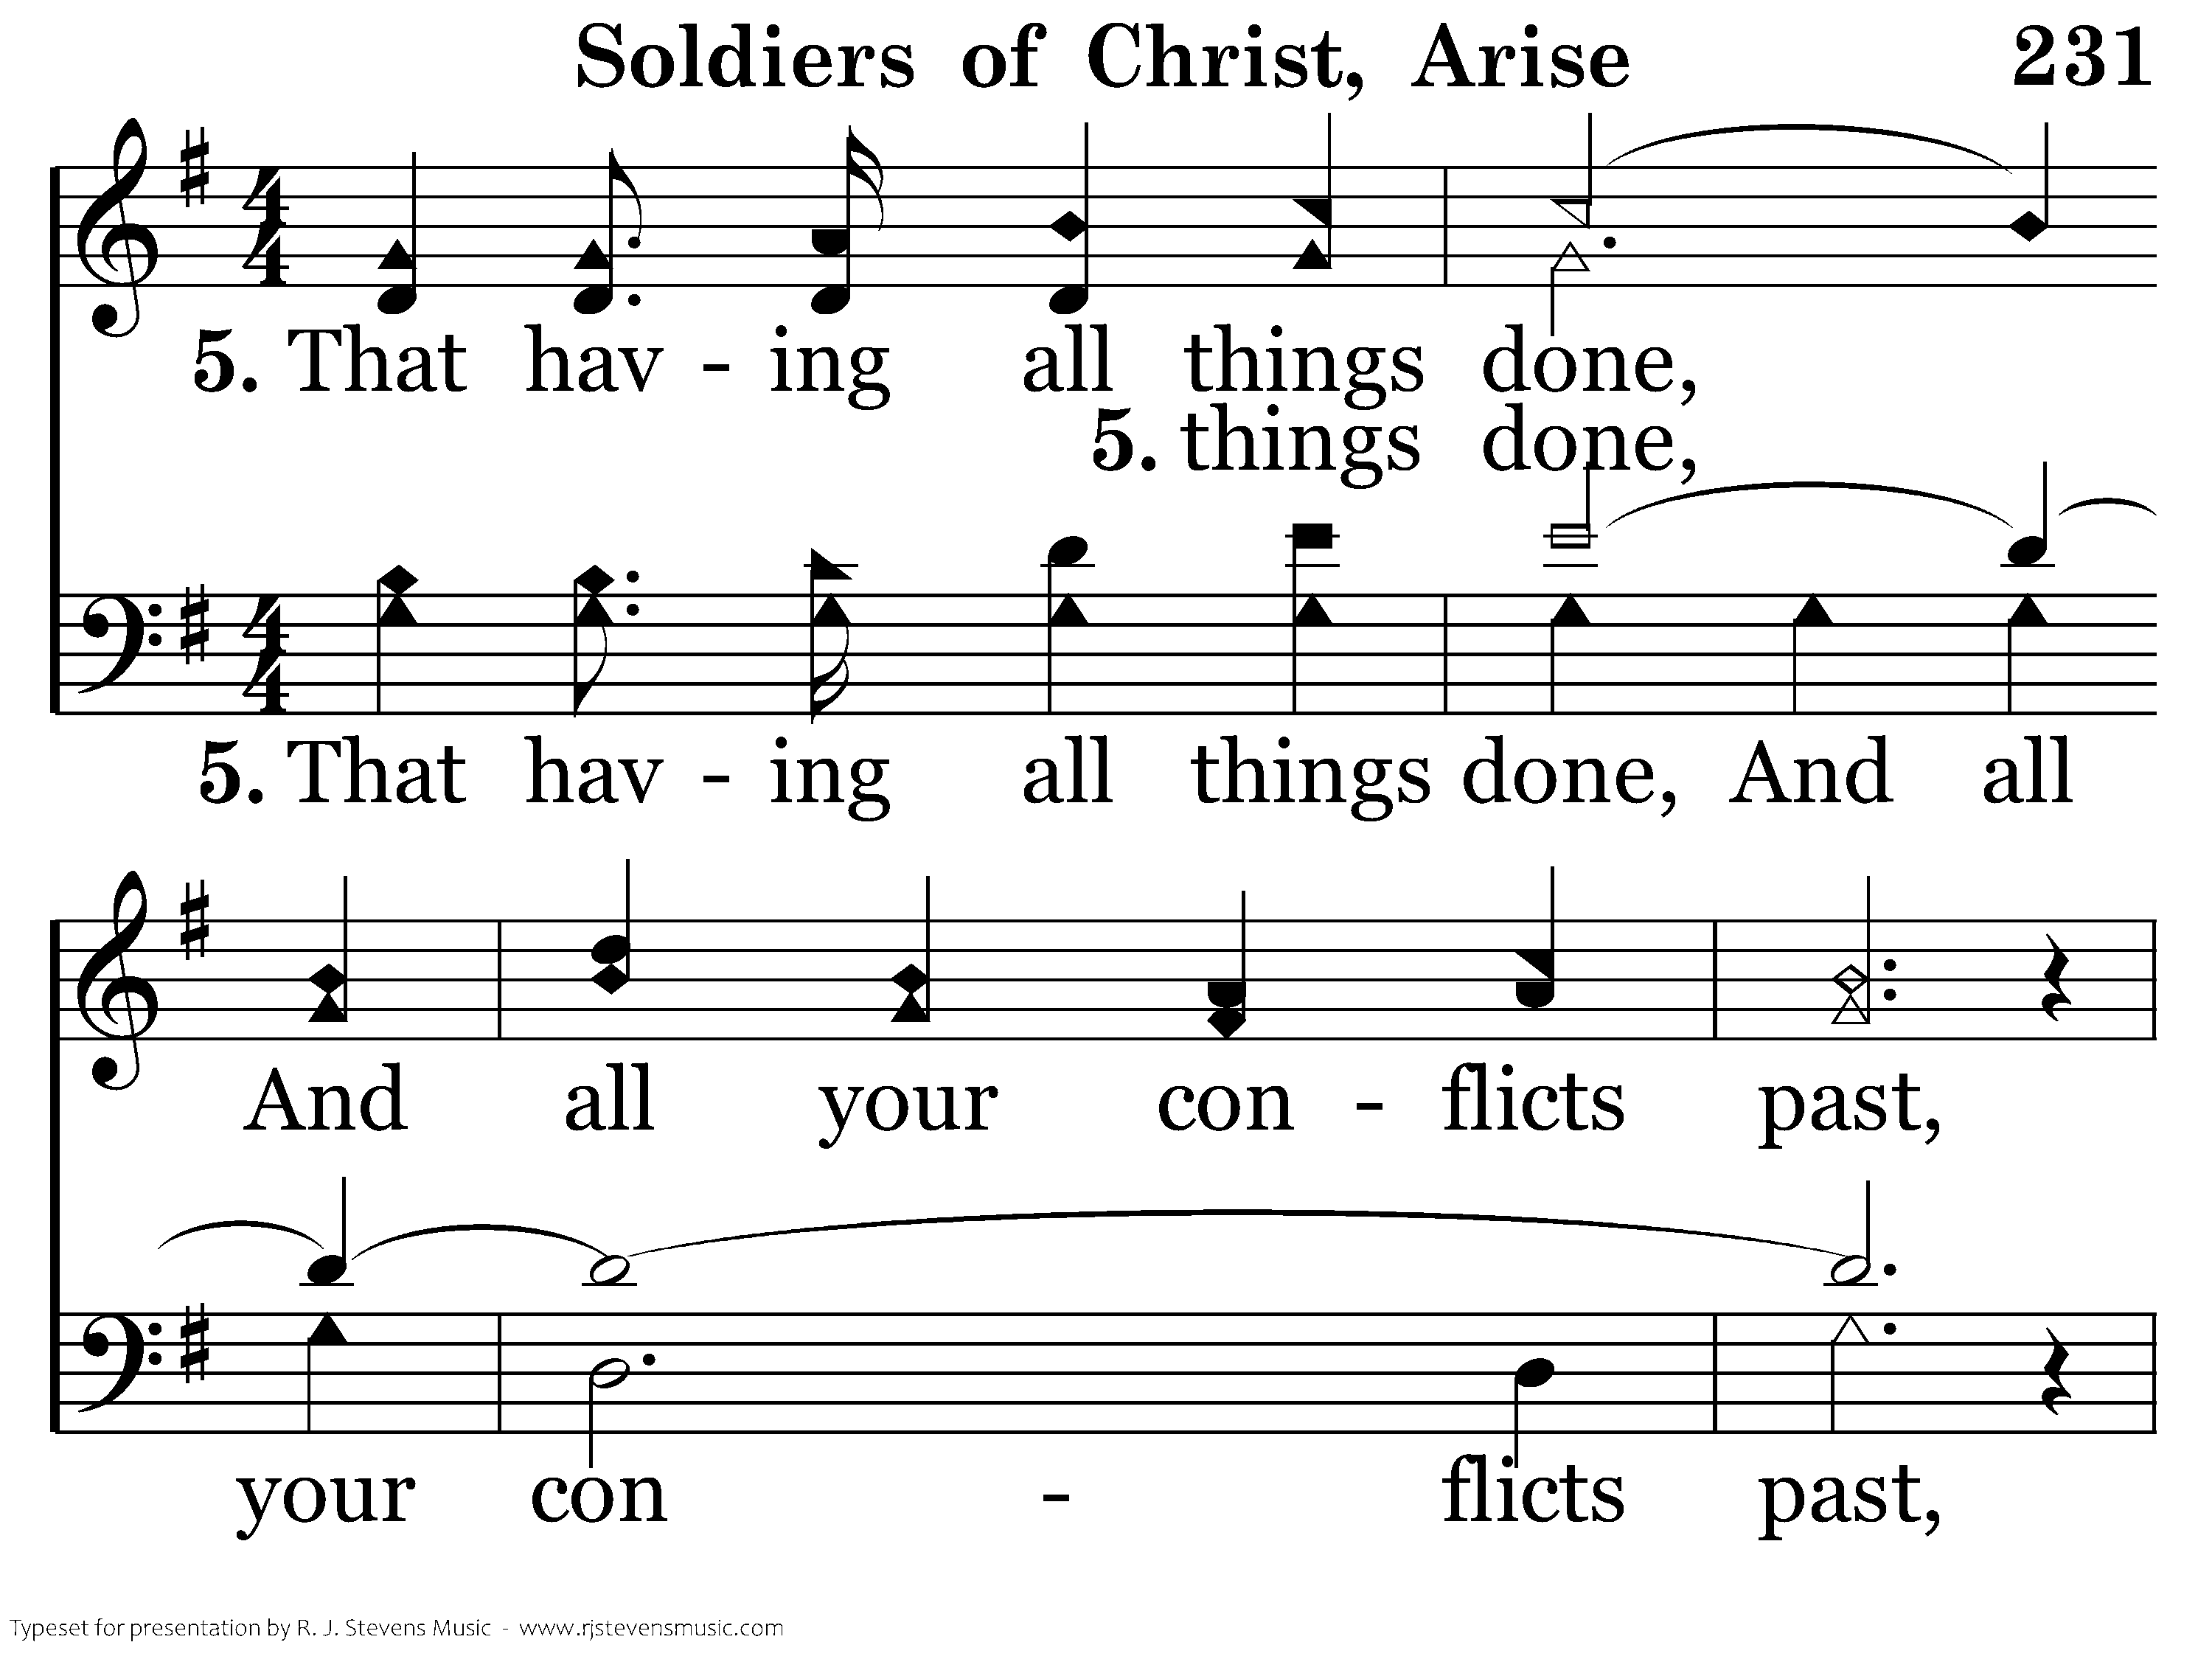 Soldiers of Christ, Arise 231
5. That hav - ing all things done,
5. things done,
5. That hav - ing all things done, And all
And all your con - flicts past,
your con - flicts past,
Typeset for presentation by R. J. Stevens Music - www.rjstevensmusic.com